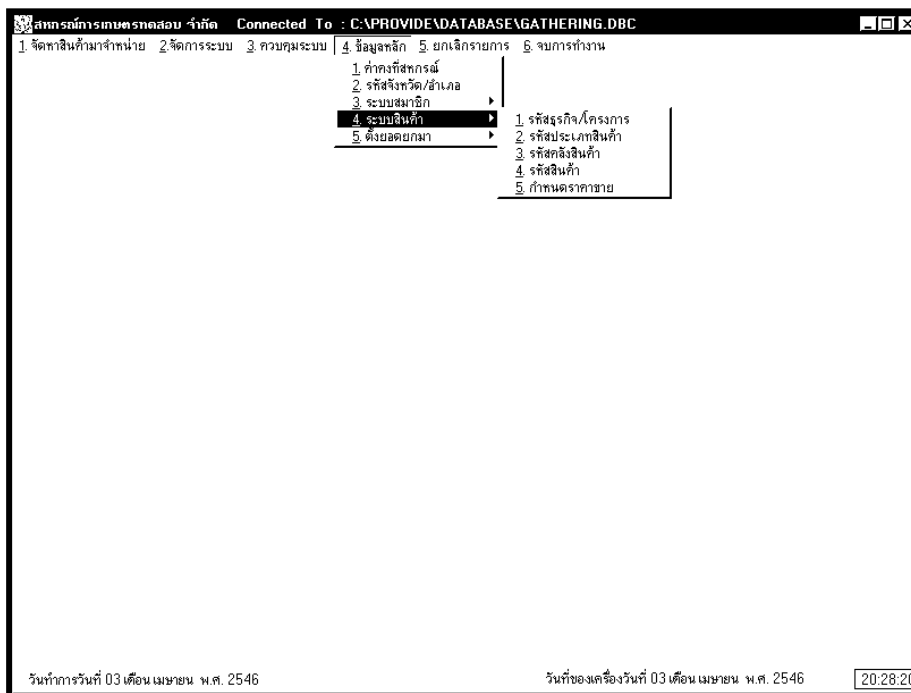 สหกรณ์การเกษตรทดสอบ จำกัด Connected To : C:\PROVIDE\DATABASE\GATHERING.DBC
1. จัดหาสินค้ามาจำหน่าย 2.จัดการระบบ 3. ควบคุมระบบ 4. ข้อมูลหลัก 5. ยกเลิกรายการ 6. จบการทำงาน
1. ค่าคงที่สหกรณ์
2. รหัสจังหวัด/อำเภอ
3. ระบบสมาชิก
4. ระบบสินค้า
5. ตั้งยอดยกมา
1. รหัสธุรกิจ/โครงการ
2. รหัสประเภทสินค้า
3. รหัสคลังสินค้า
4. รหัสสินค้า
5. กำหนดราคาขาย
วันทำการวันที่ 03 เดือน เมษายน พ.ศ. 2546 วันที่ของเครื่องวันที่ 03 เดือน เมษายน พ.ศ. 2546 20:28:20